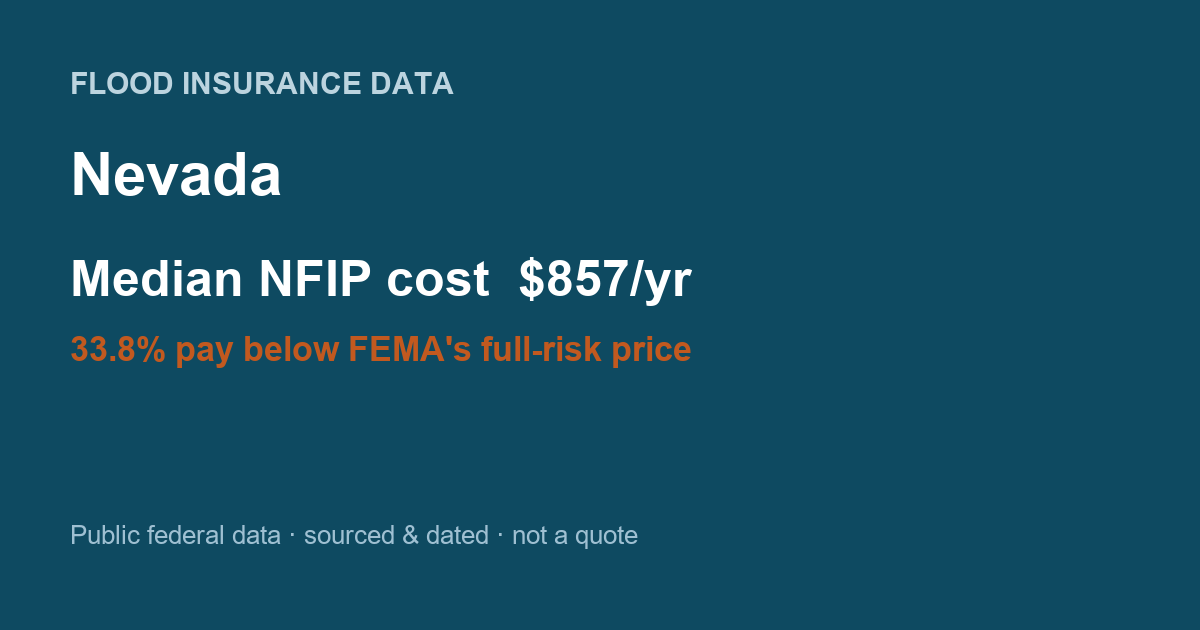 FLOOD INSURANCE DATA
Nevada
Median NFIP cost  $857/yr
33.8% pay below FEMA's full-risk price
Public federal data · sourced & dated · not a quote